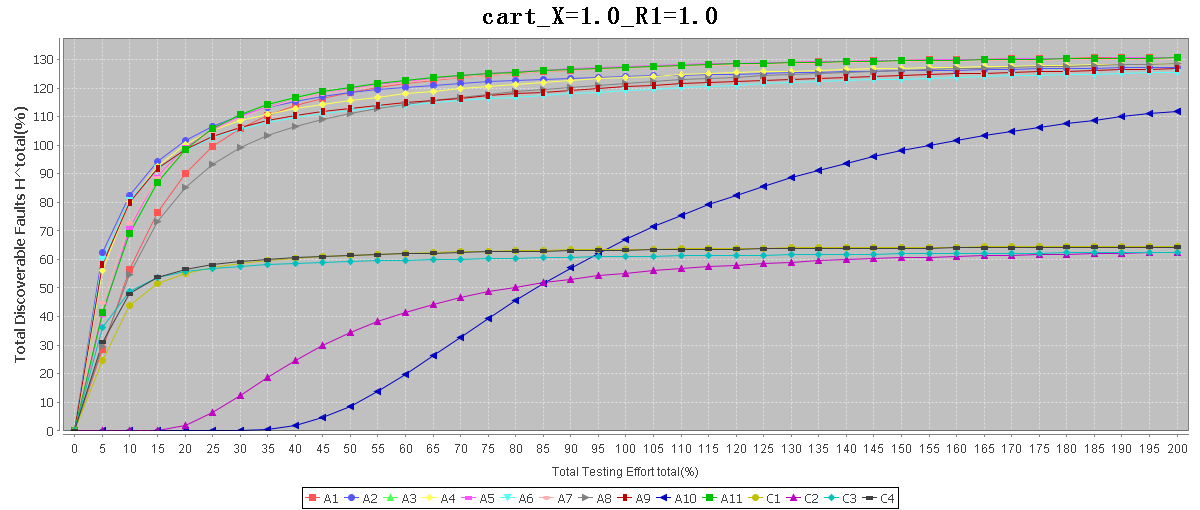 cart_X=1.0_R1=1.0
Total Discoverable Faults H^total(%)
130
120
110
100
90
80
70
60
50
40
30
20
10
0
0 5 10 15 20 25 30 35 40 45 50 55 60 65 70 75 80 85 90 95 100 105 110 115 120 125 130 135 140 145 150 155 160 165 170 175 180 185 190 195 200
Total Testing Effort total(%)
A1 A2 A3 A4 A5 A6 A7 A8 A9 A10 A11 C1 C2 C3 C4